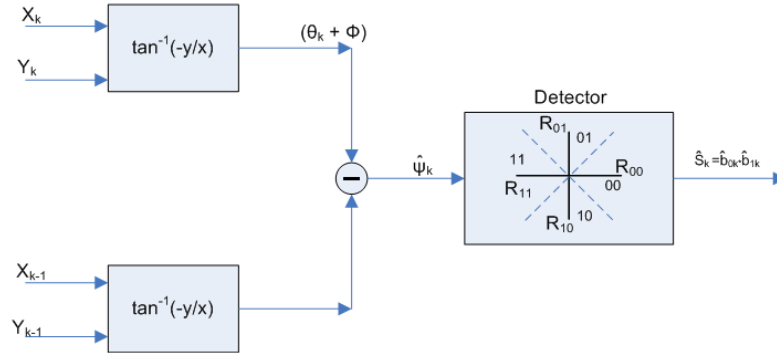 X_k
Y_k
tan⁻¹(-y/x)
(θ_k + Φ)
Detector
R_01
01
11
R_00
00
R_11
10
R_10
ψ̂_k
ŝ_k=b̂_0k,b̂_1k
X_k-1
Y_k-1
tan⁻¹(-y/x)